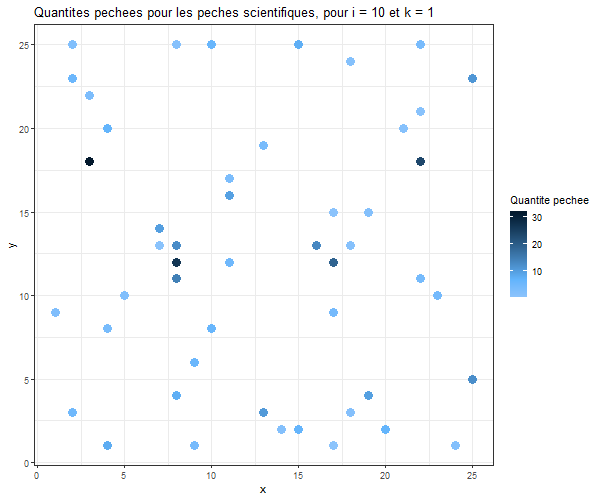 Quantites pechees pour les peches scientifiques, pour i = 10 et k = 1
25
20
15
10
5
0
y
0 5 10 15 20 25
x
Quantite pechee
30
20
10